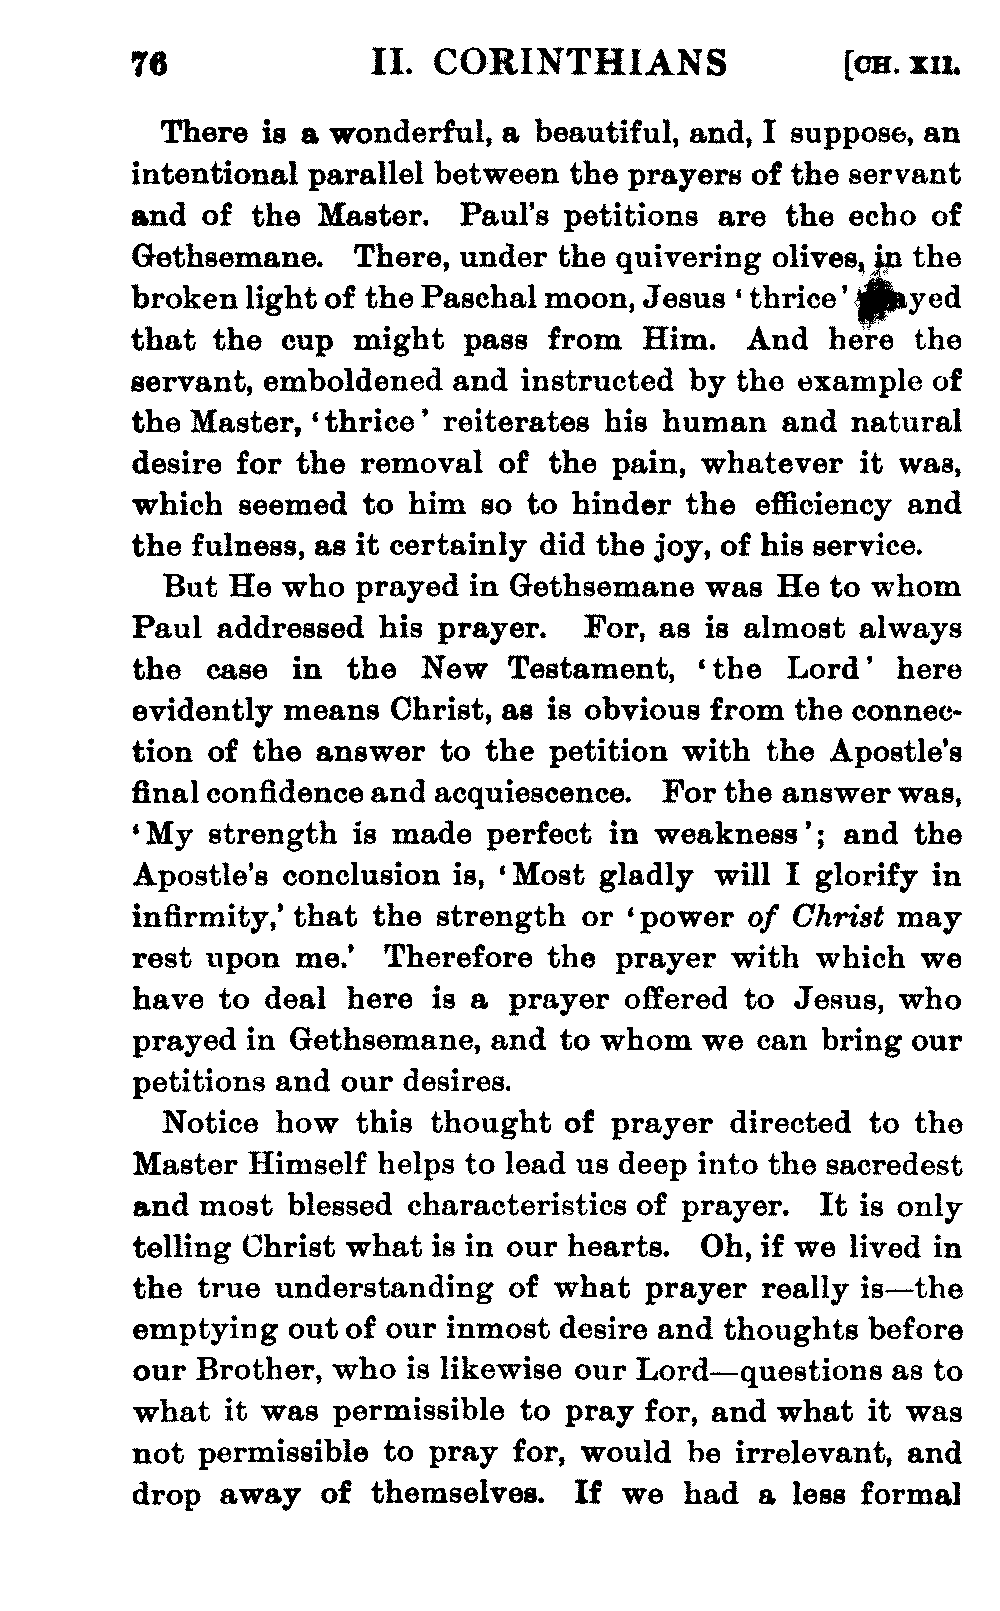 76 II. CORINTHIANS [CH. XII.
There is a wonderful, a beautiful, and, I suppose, an
intentional parallel between the prayers of the servant
and of the Master. Paul's petitions are the echo of
Gethsemane. There, under the quivering olives, in the
broken light of the Paschal moon, Jesus ‘thrice’
that the cup might pass from Him. And here the
servant, emboldened and instructed by the example of
the Master, ‘thrice’ reiterates his human and natural
desire for the removal of the pain, whatever it was,
which seemed to him so to hinder the efficiency and
the fulness, as it certainly did the joy, of his service.
But He who prayed in Gethsemane was He to whom
Paul addressed his prayer. For, as is almost always
the case in the New Testament, ‘the Lord’ here
evidently means Christ, as is obvious from the connec-
tion of the answer to the petition with the Apostle's
final confidence and acquiescence. For the answer was,
‘My strength is made perfect in weakness’; and the
Apostle's conclusion is, ‘Most gladly will I glorify in
infirmity,’ that the strength or ‘power of Christ may
rest upon me.’ Therefore the prayer with which we
have to deal here is a prayer offered to Jesus, who
prayed in Gethsemane, and to whom we can bring our
petitions and our desires.
Notice how this thought of prayer directed to the
Master Himself helps to lead us deep into the sacredest
and most blessed characteristics of prayer. It is only
telling Christ what is in our hearts. Oh, if we lived in
the true understanding of what prayer really is—the
emptying out of our inmost desire and thoughts before
our Brother, who is likewise our Lord—questions as to
what it was permissible to pray for, and what it was
not permissible to pray for, would be irrelevant, and
drop away of themselves. If we had a less formal